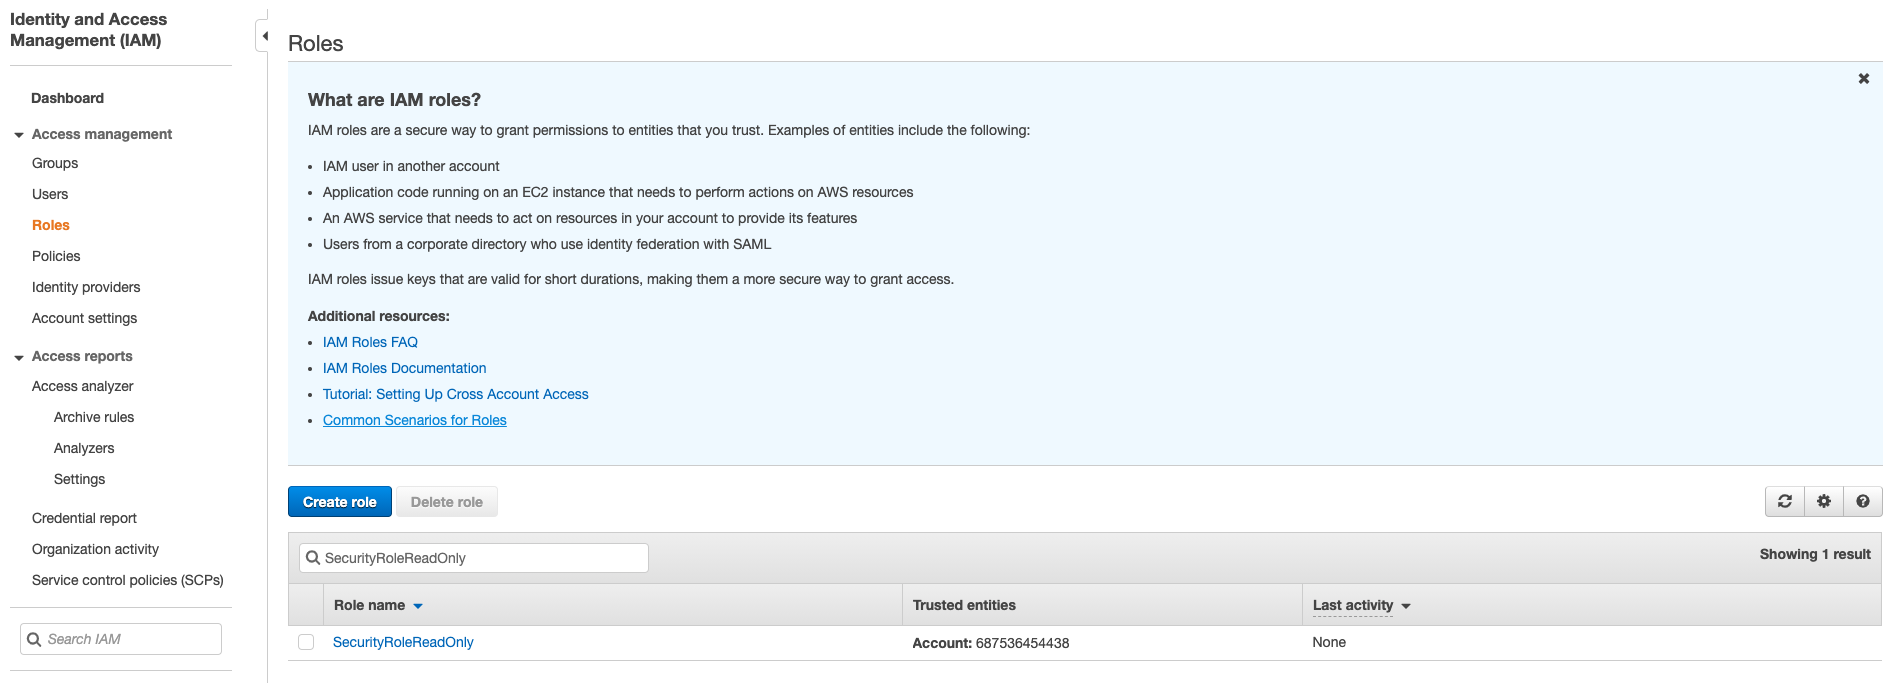 Identity and Access
Management (IAM)
Dashboard
Access management
Groups
Users
Roles
Policies
Identity providers
Account settings
Access reports
Access analyzer
Archive rules
Analyzers
Settings
Credential report
Organization activity
Service control policies (SCPs)
Search IAM
Roles
What are IAM roles?
IAM roles are a secure way to grant permissions to entities that you trust. Examples of entities include the following:
• IAM user in another account
• Application code running on an EC2 instance that needs to perform actions on AWS resources
• An AWS service that needs to act on resources in your account to provide its features
• Users from a corporate directory who use identity federation with SAML
IAM roles issue keys that are valid for short durations, making them a more secure way to grant access.
Additional resources:
• IAM Roles FAQ
• IAM Roles Documentation
• Tutorial: Setting Up Cross Account Access
• Common Scenarios for Roles
Create role Delete role
SecurityRoleReadOnly Showing 1 result
Role name Trusted entities Last activity
SecurityRoleReadOnly Account: 687536454438 None